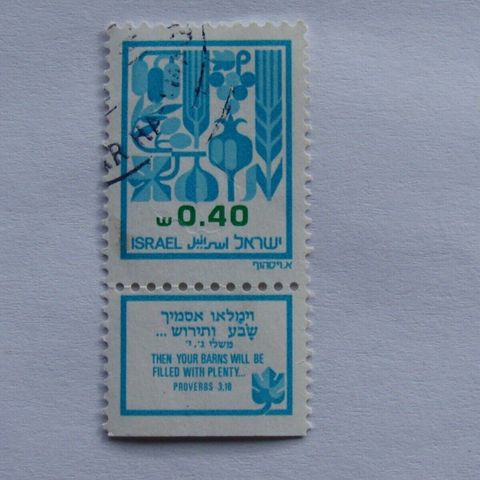 ש 0.40
ISRAEL اسرائيل ישראל
א. ויסהוף
וימלאו אסמיך
שבע ותירוש...
משלי ג', י'
THEN YOUR BARNS WILL BE
FILLED WITH PLENTY...
PROVERBS 3,10